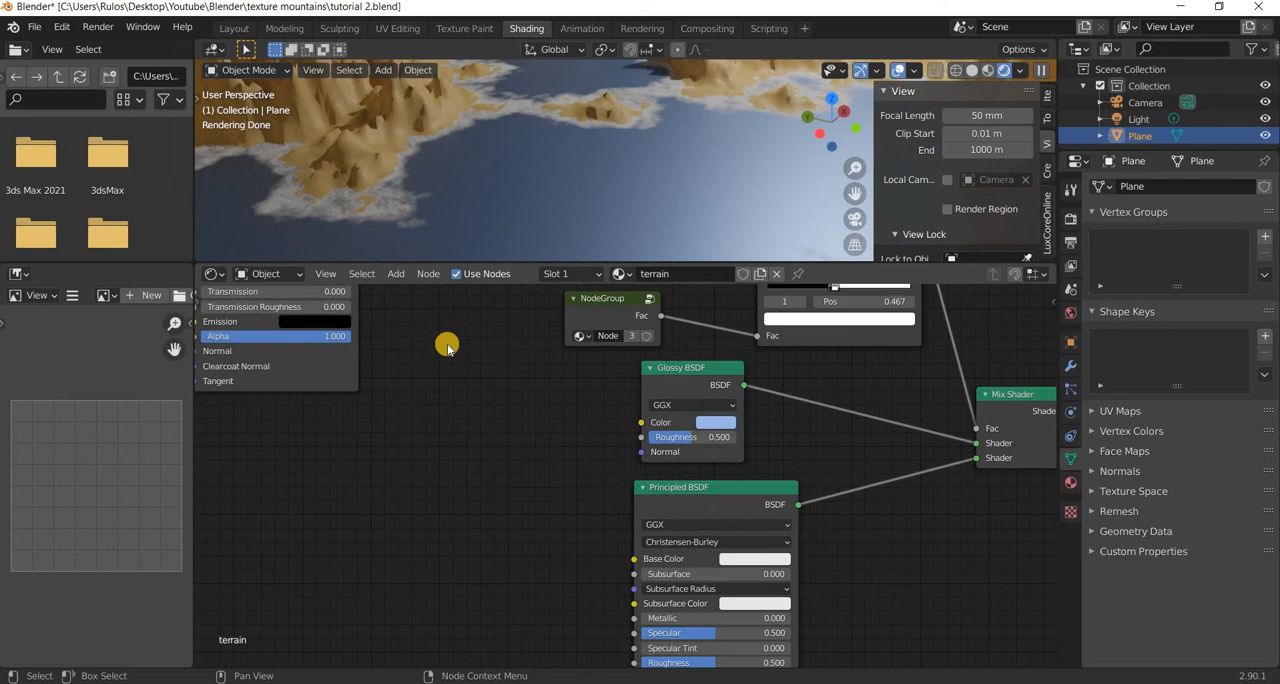 Blender* [C:\Users\Rulos\Desktop\Youtube\Blender\texture mountains\tutorial 2.blend]
File Edit Render Window Help Layout Modeling Sculpting UV Editing Texture Paint Shading Animation Rendering Compositing Scripting + Scene View Layer
View Select Global Options
C:\Users\... Object Mode View Select Add Object
Scene Collection
Collection
Camera
Light
Plane
User Perspective
(1) Collection | Plane
Rendering Done
View
Focal Length 50 mm
Clip Start 0.01 m
End 1000 m
Local Cam... Camera
Render Region
View Lock
Lock to Obj
Ite
To
Vi
Cre
LuxCoreOnline
3ds Max 2021 3dsMax
Plane Plane
Plane
Vertex Groups
Shape Keys
UV Maps
Vertex Colors
Face Maps
Normals
Texture Space
Remesh
Geometry Data
Custom Properties
View + New
Object View Select Add Node Use Nodes Slot 1 terrain
Transmission 0.000
Transmission Roughness 0.000
Emission
Alpha 1.000
Normal
Clearcoat Normal
Tangent
NodeGroup
Fac
Node 3
1 Pos 0.467
Fac
Glossy BSDF
BSDF
GGX
Color
Roughness 0.500
Normal
Mix Shader
Shade
Fac
Shader
Shader
Principled BSDF
BSDF
GGX
Christensen-Burley
Base Color
Subsurface 0.000
Subsurface Radius
Subsurface Color
Metallic 0.000
Specular 0.500
Specular Tint 0.000
Roughness 0.500
terrain
Select Box Select Pan View Node Context Menu 2.90.1